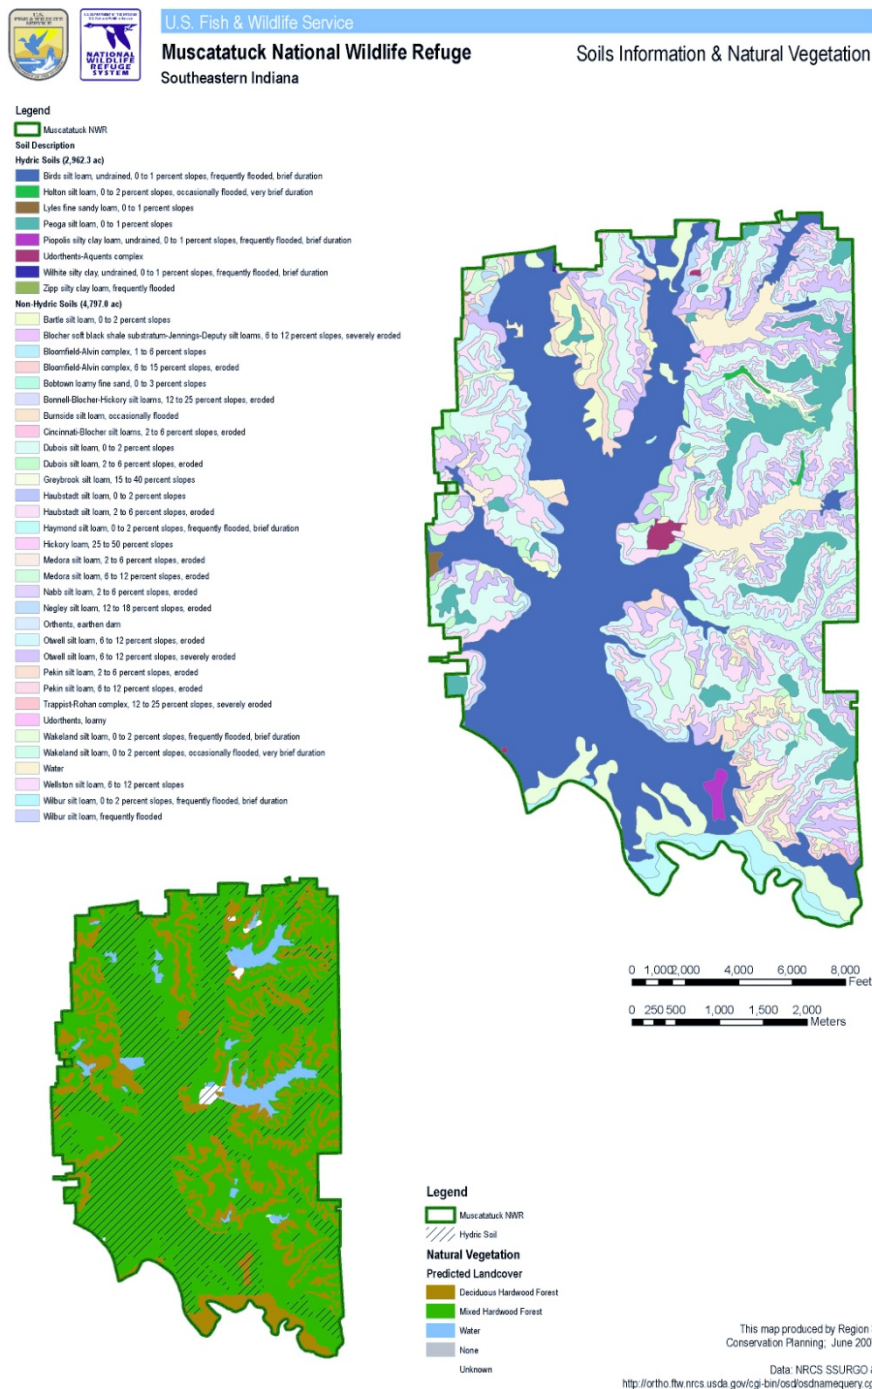 U.S.
FISH & WILDLIFE
SERVICE
NATIONAL
WILDLIFE
REFUGE
SYSTEM
U.S. Fish & Wildlife Service
Muscatatuck National Wildlife Refuge
Soils Information & Natural Vegetation
Southeastern Indiana
Legend
Muscatatuck NWR
Soil Description
Hydric Soils (2,962.3 ac)
Birds silt loam, undrained, 0 to 1 percent slopes, frequently flooded, brief duration
Holton silt loam, 0 to 2 percent slopes, occasionally flooded, very brief duration
Lyles fine sandy loam, 0 to 1 percent slopes
Peoga silt loam, 0 to 1 percent slopes
Piopolis silty clay loam, undrained, 0 to 1 percent slopes, frequently flooded, brief duration
Udorthents-Aquents complex
Wilhite silty clay, undrained, 0 to 1 percent slopes, frequently flooded, brief duration
Zipp silty clay loam, frequently flooded
Non-Hydric Soils (4,797.0 ac)
Bartle silt loam, 0 to 2 percent slopes
Blocher soft black shale substratum-Jennings-Deputy silt loams, 6 to 12 percent slopes, severely eroded
Bloomfield-Alvin complex, 1 to 6 percent slopes
Bloomfield-Alvin complex, 6 to 15 percent slopes, eroded
Bobtown loamy fine sand, 0 to 3 percent slopes
Bonnell-Blocher-Hickory silt loams, 12 to 25 percent slopes, eroded
Burnside silt loam, occasionally flooded
Cincinnati-Blocher silt loams, 2 to 6 percent slopes, eroded
Dubois silt loam, 0 to 2 percent slopes
Dubois silt loam, 2 to 6 percent slopes, eroded
Greybrook silt loam, 15 to 40 percent slopes
Haubstadt silt loam, 0 to 2 percent slopes
Haubstadt silt loam, 2 to 6 percent slopes, eroded
Haymond silt loam, 0 to 2 percent slopes, frequently flooded, brief duration
Hickory loam, 25 to 50 percent slopes
Medora silt loam, 2 to 6 percent slopes, eroded
Medora silt loam, 6 to 12 percent slopes, eroded
Nabb silt loam, 2 to 6 percent slopes, eroded
Negley silt loam, 12 to 18 percent slopes, eroded
Orthents, earthen dam
Otwell silt loam, 6 to 12 percent slopes, eroded
Otwell silt loam, 6 to 12 percent slopes, severely eroded
Pekin silt loam, 2 to 6 percent slopes, eroded
Pekin silt loam, 6 to 12 percent slopes, eroded
Trappist-Rohan complex, 12 to 25 percent slopes, severely eroded
Udorthents, loamy
Wakeland silt loam, 0 to 2 percent slopes, frequently flooded, brief duration
Wakeland silt loam, 0 to 2 percent slopes, occasionally flooded, very brief duration
Water
Wellston silt loam, 6 to 12 percent slopes
Wilbur silt loam, 0 to 2 percent slopes, frequently flooded, brief duration
Wilbur silt loam, frequently flooded
0 1,000 2,000 4,000 6,000 8,000
Feet
0 250 500 1,000 1,500 2,000
Meters
Legend
Muscatatuck NWR
Hydric Soil
Natural Vegetation
Predicted Landcover
Deciduous Hardwood Forest
Mixed Hardwood Forest
Water
None
Unknown
This map produced by Region
Conservation Planning; June 200
Data: NRCS SSURGO &
http://ortho.ftw.nrcs.usda.gov/cgi-bin/osd/osdnamequery.cg